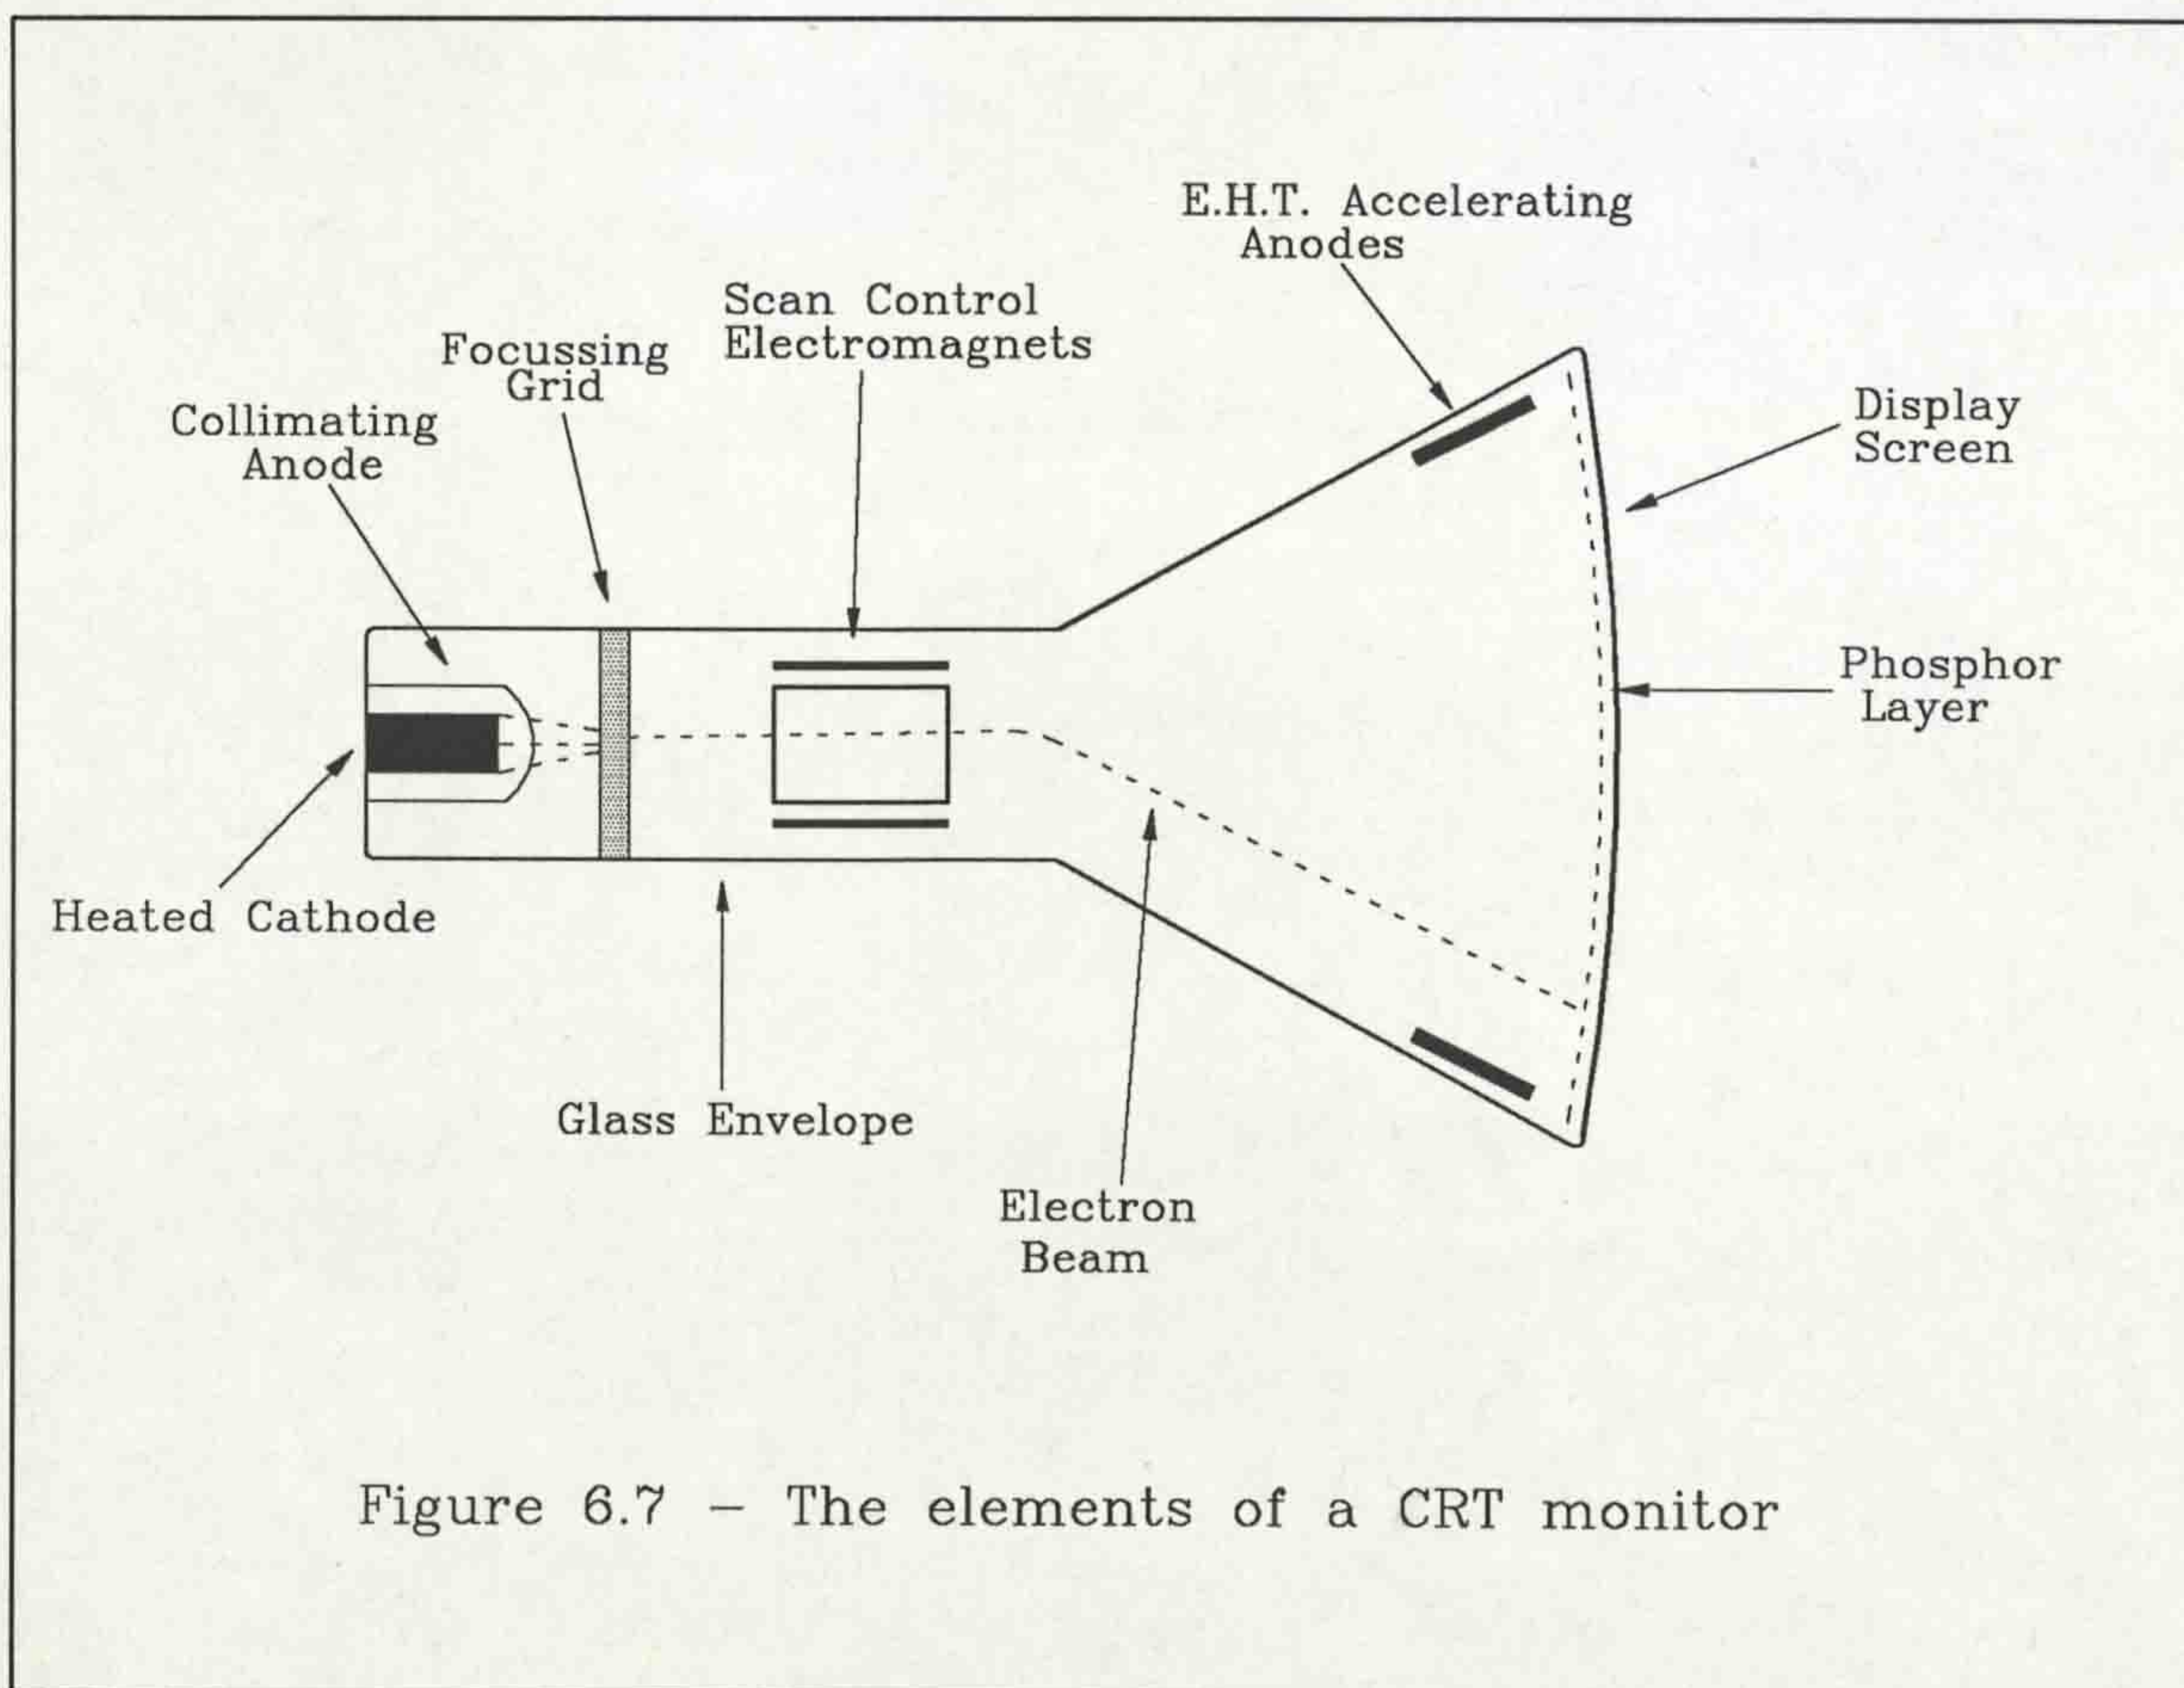 E.H.T. Accelerating
Anodes
Scan Control
Electromagnets
Focussing
Grid
Collimating
Anode
Display
Screen
Phosphor
Layer
Heated Cathode
Glass Envelope
Electron
Beam
Figure 6.7 – The elements of a CRT monitor